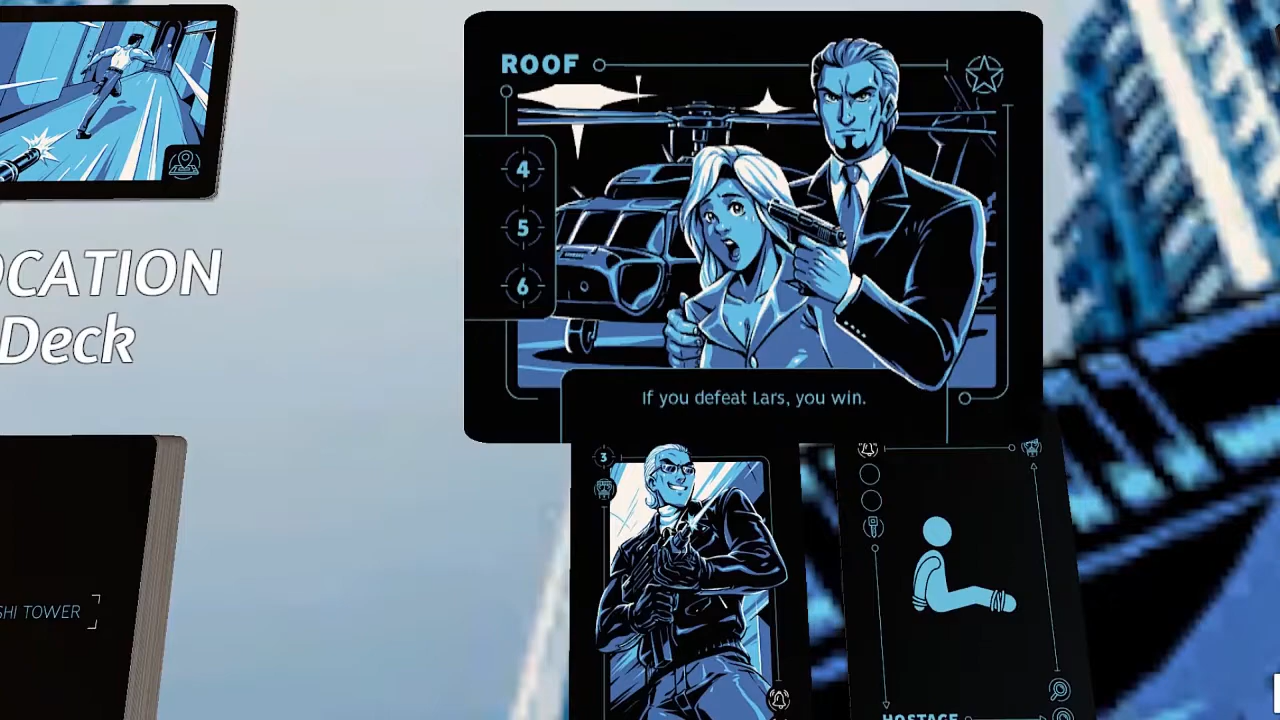 ROOF
4
5
6
If you defeat Lars, you win.
OCATION
Deck
3
SHI TOWER
HOSTAGE